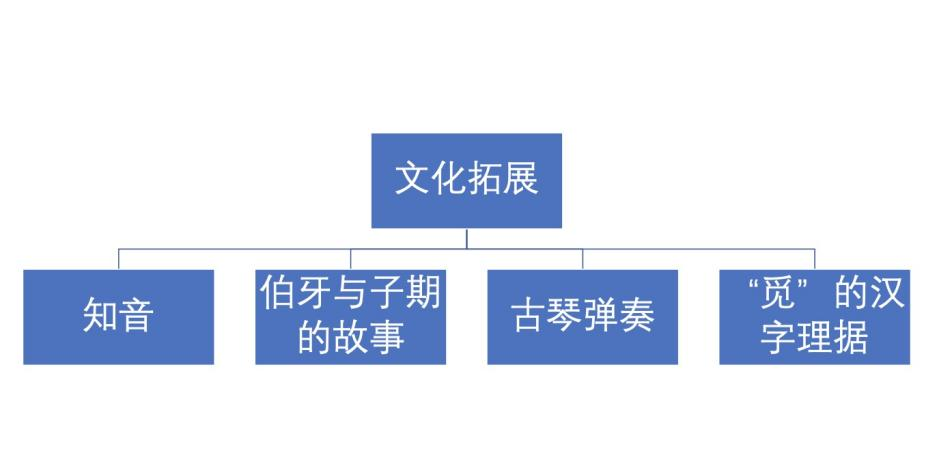 文化拓展
知音
伯牙与子期
的故事
古琴弹奏
“觅” 的汉
字理据